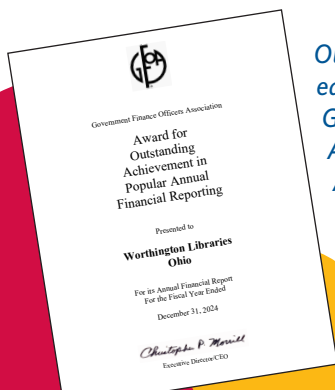 GFOA
Government Finance Officers Association
Award for
Outstanding
Achievement in
Popular Annual
Financial Reporting
Presented to
Worthington Libraries
Ohio
For its Annual Financial Report
For the Fiscal Year Ended
December 31, 2024
Christopher P. Morrill
Executive Director/CEO